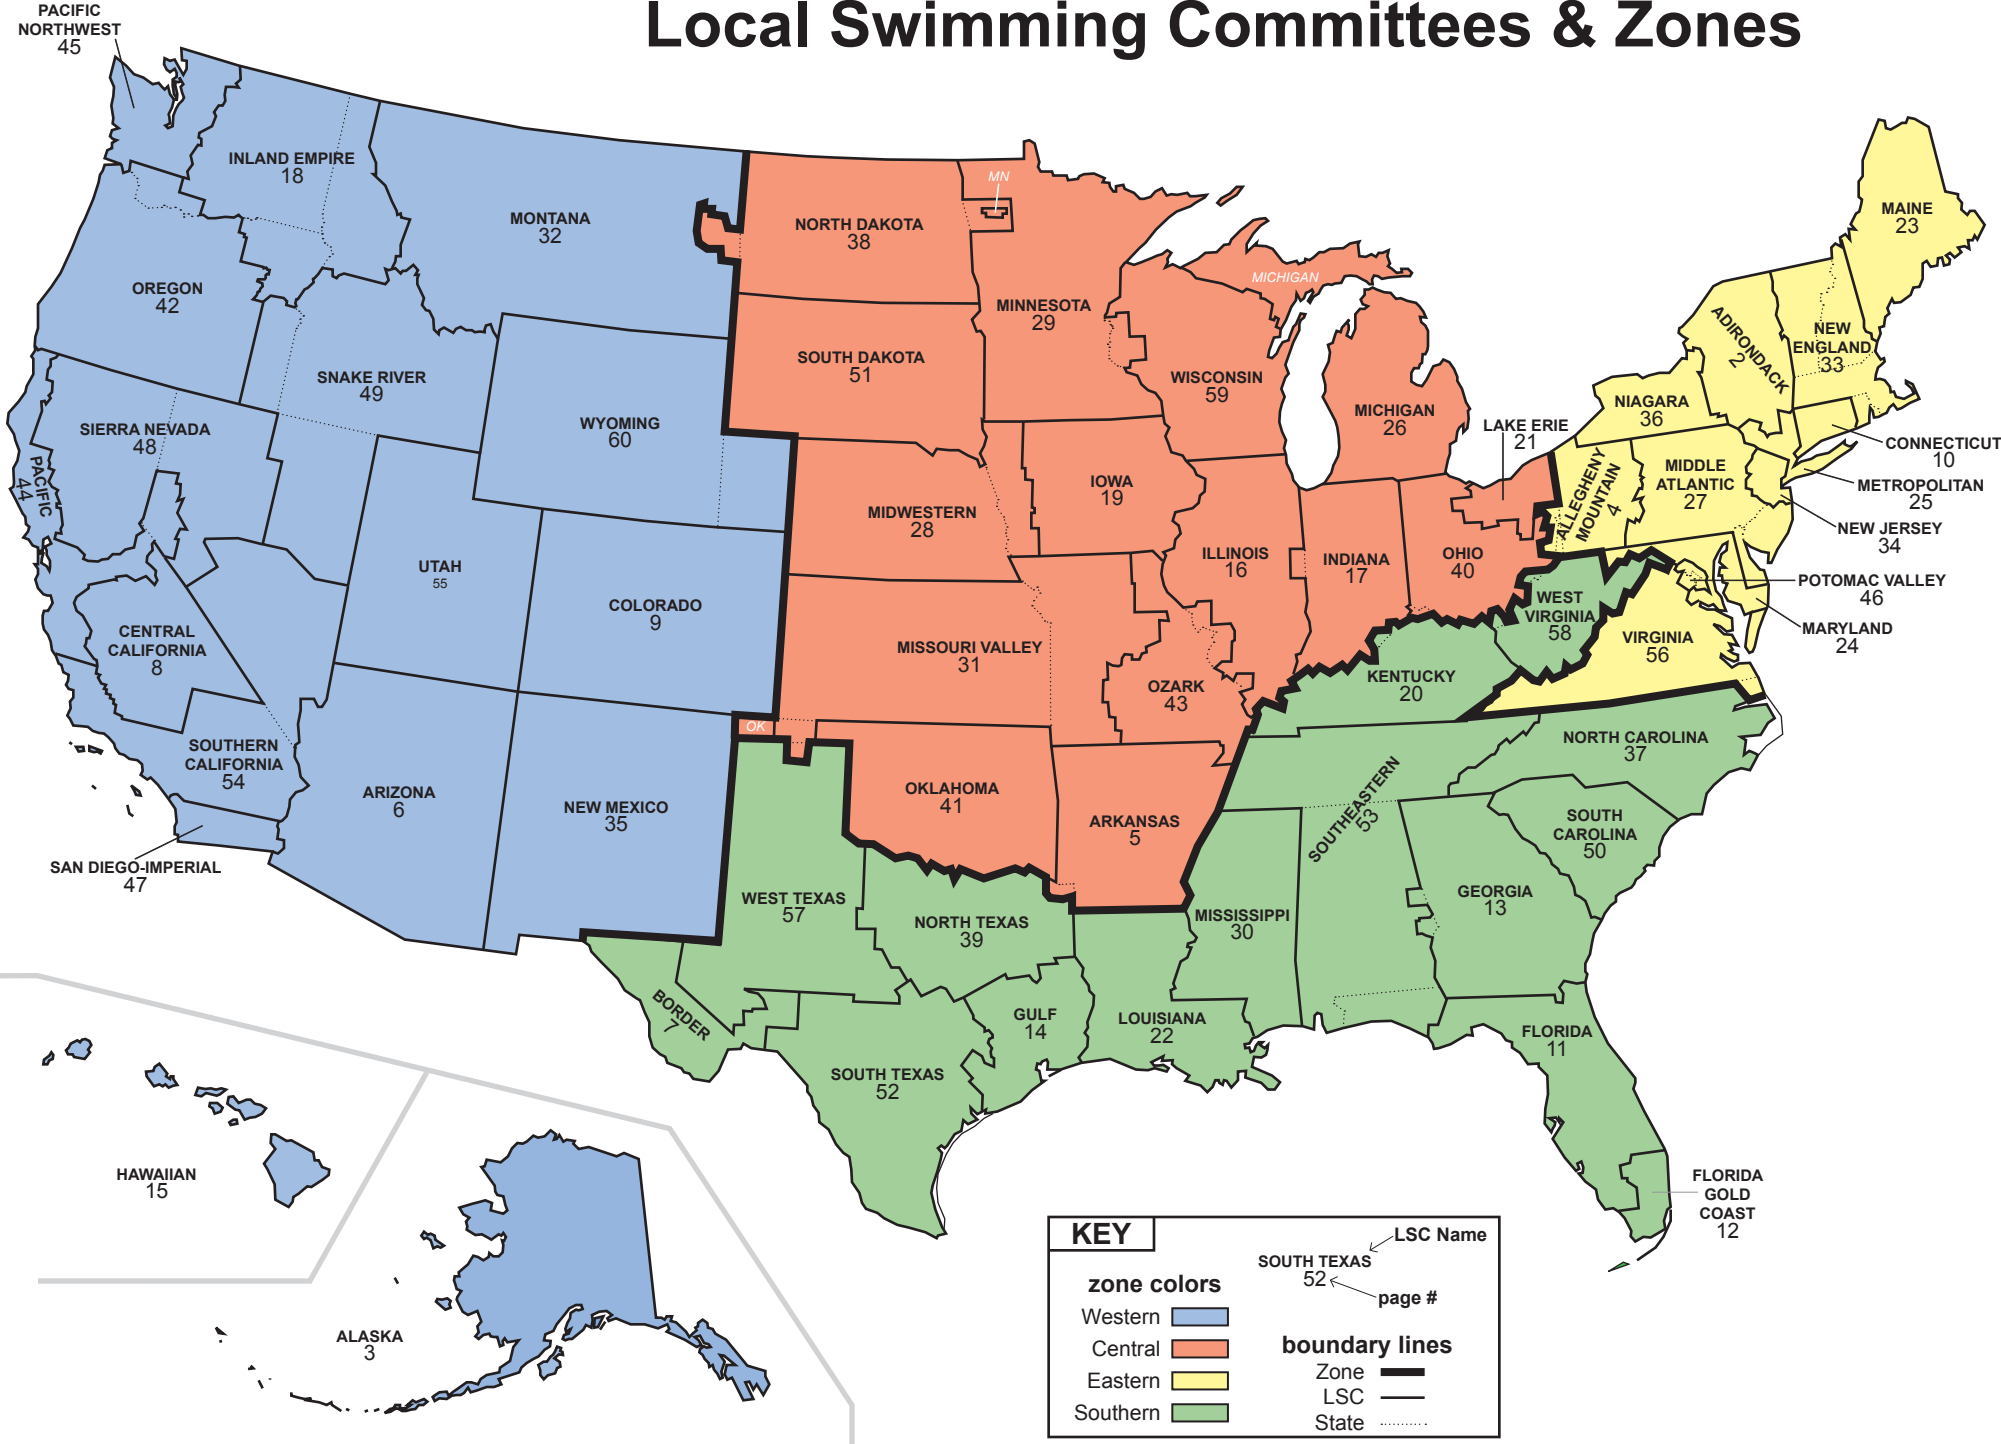 Local Swimming Committees & Zones
PACIFIC
NORTHWEST
45
INLAND EMPIRE
18
MONTANA
32
OREGON
42
SNAKE RIVER
49
WYOMING
60
SIERRA NEVADA
48
PACIFIC
44
UTAH
55
COLORADO
9
CENTRAL
CALIFORNIA
8
SOUTHERN
CALIFORNIA
54
SAN DIEGO-IMPERIAL
47
ARIZONA
6
NEW MEXICO
35
HAWAIIAN
15
ALASKA
3
NORTH DAKOTA
38
MN
SOUTH DAKOTA
51
MINNESOTA
29
MICHIGAN
WISCONSIN
59
MICHIGAN
26
LAKE ERIE
21
MIDWESTERN
28
IOWA
19
ILLINOIS
16
INDIANA
17
OHIO
40
MISSOURI VALLEY
31
OZARK
43
OK
OKLAHOMA
41
ARKANSAS
5
MAINE
23
ADIRONDACK
2
NEW
ENGLAND
33
NIAGARA
36
CONNECTICUT
10
METROPOLITAN
25
NEW JERSEY
34
ALLEGHENY
MOUNTAIN
4
MIDDLE
ATLANTIC
27
POTOMAC VALLEY
46
MARYLAND
24
VIRGINIA
56
WEST
VIRGINIA
58
KENTUCKY
20
NORTH CAROLINA
37
SOUTHEASTERN
53
SOUTH
CAROLINA
50
GEORGIA
13
MISSISSIPPI
30
WEST TEXAS
57
NORTH TEXAS
39
BORDER
7
SOUTH TEXAS
52
GULF
14
LOUISIANA
22
FLORIDA
11
FLORIDA
GOLD
COAST
12
KEY
LSC Name
SOUTH TEXAS
52
page #
zone colors
Western
Central
Eastern
Southern
boundary lines
Zone
LSC
State